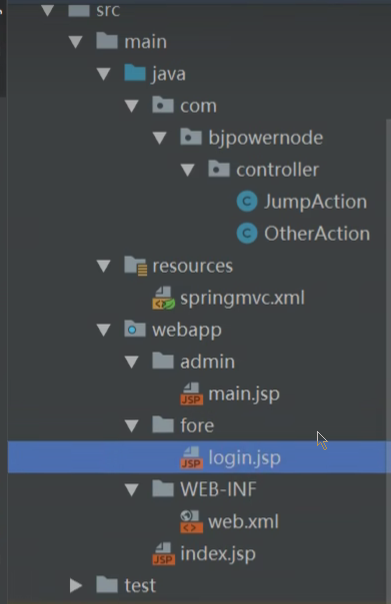 src
main
java
com
bjpowernode
controller
JumpAction
OtherAction
resources
springmvc.xml
webapp
admin
main.jsp
fore
login.jsp
WEB-INF
web.xml
index.jsp
test